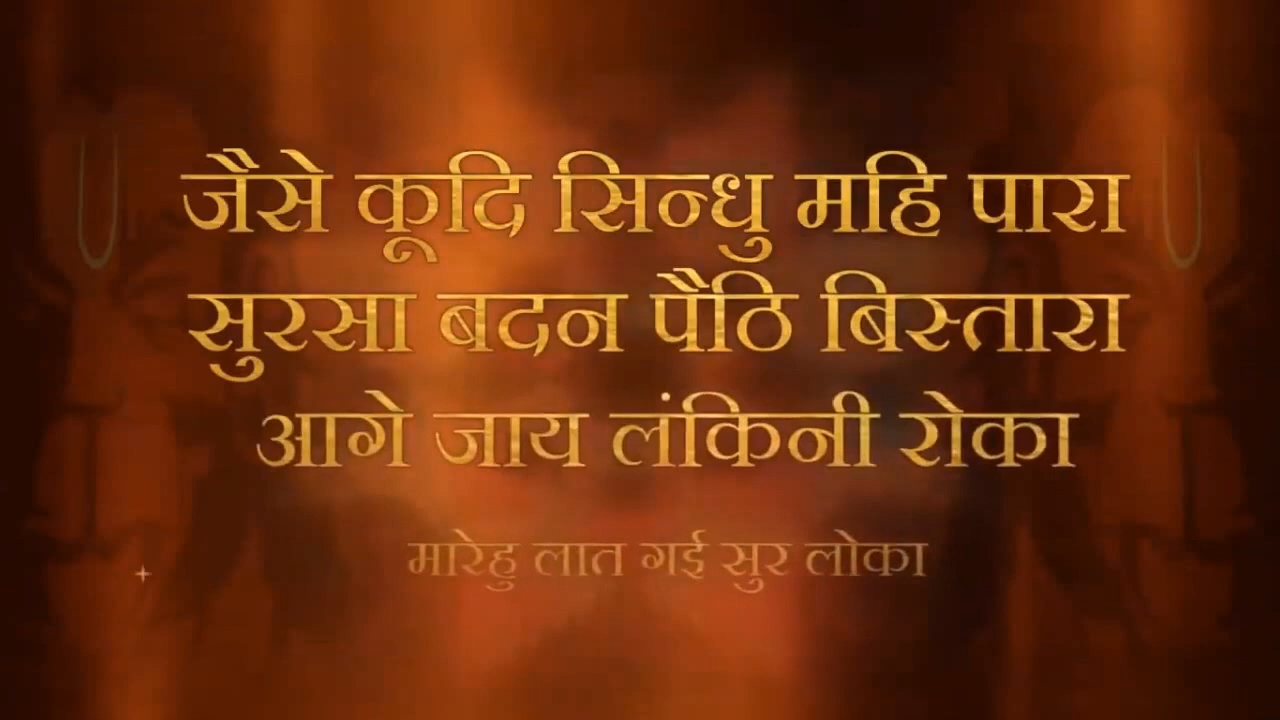 जैसे कूदि सिन्धु महि पारा
सुरसा बदन पैठि बिस्तारा
आगे जाय लंकिनी रोका
मारेहु लात गई सुर लोका